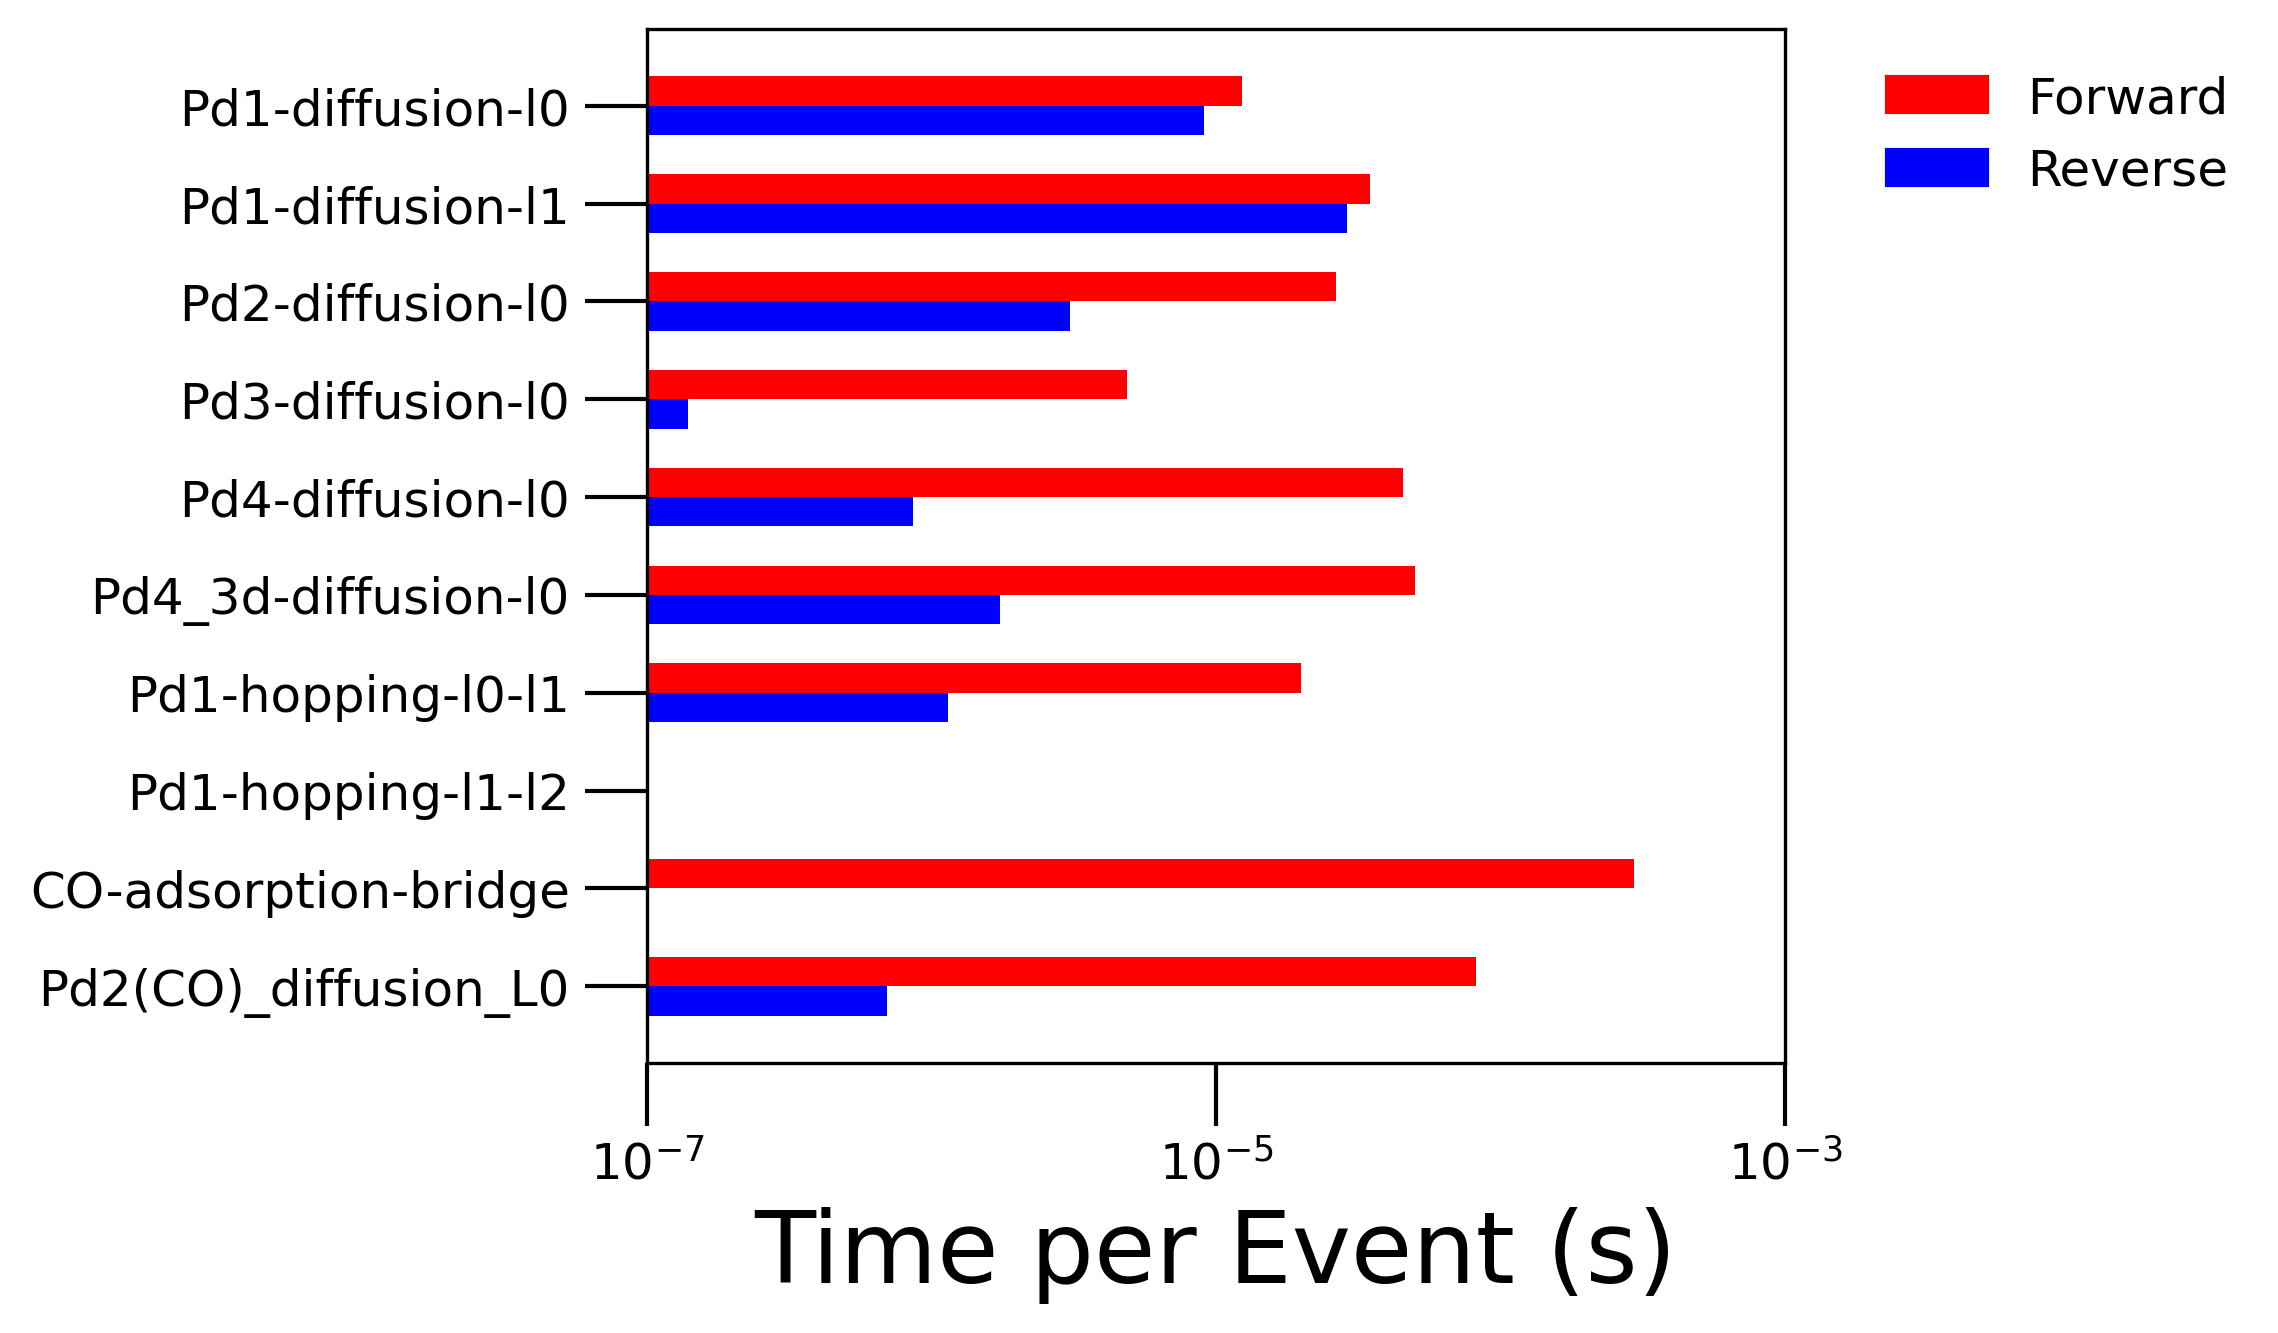 Pd1-diffusion-l0
Pd1-diffusion-l1
Pd2-diffusion-l0
Pd3-diffusion-l0
Pd4-diffusion-l0
Pd4_3d-diffusion-l0
Pd1-hopping-l0-l1
Pd1-hopping-l1-l2
CO-adsorption-bridge
Pd2(CO)_diffusion_L0
Forward
Reverse
10⁻⁷ 10⁻⁵ 10⁻³
Time per Event (s)